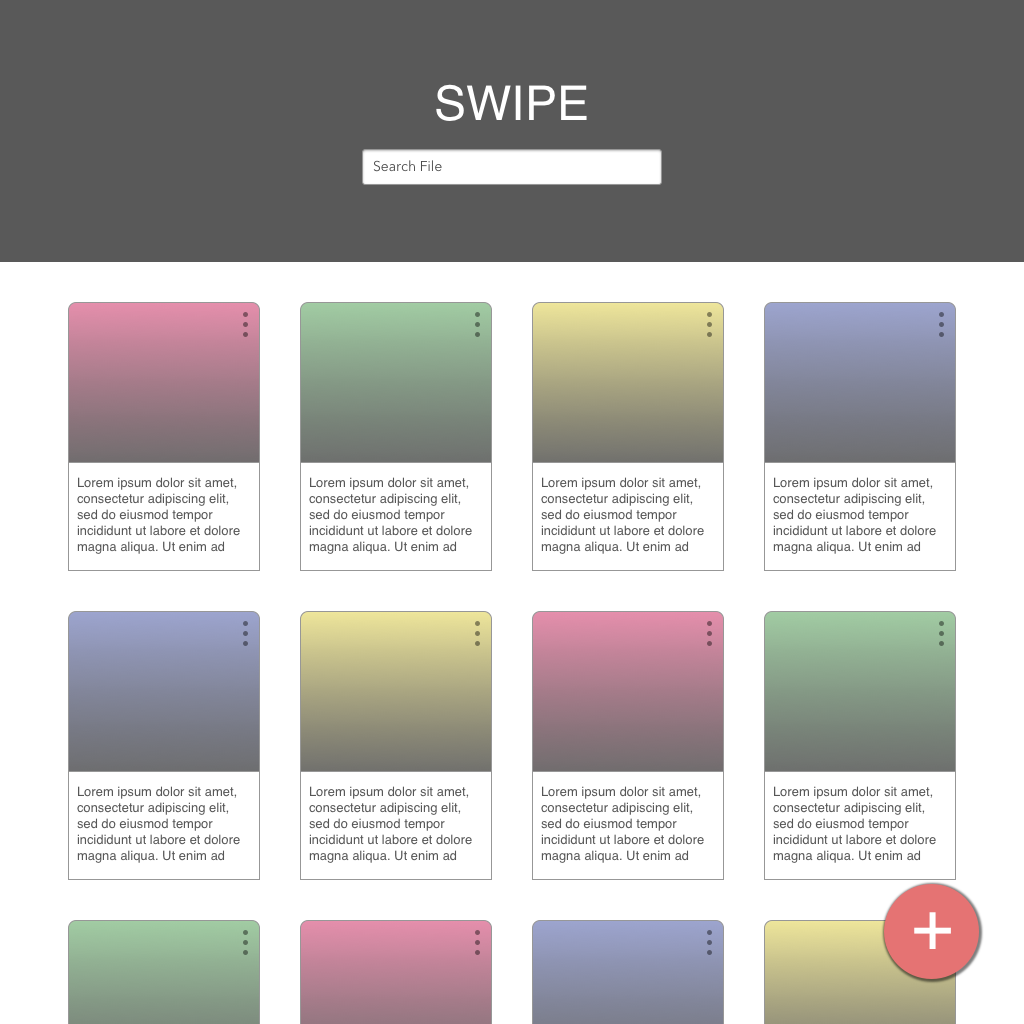 SWIPE
Search File
Lorem ipsum dolor sit amet,
consectetur adipiscing elit,
sed do eiusmod tempor
incididunt ut labore et dolore
magna aliqua. Ut enim ad
Lorem ipsum dolor sit amet,
consectetur adipiscing elit,
sed do eiusmod tempor
incididunt ut labore et dolore
magna aliqua. Ut enim ad
Lorem ipsum dolor sit amet,
consectetur adipiscing elit,
sed do eiusmod tempor
incididunt ut labore et dolore
magna aliqua. Ut enim ad
Lorem ipsum dolor sit amet,
consectetur adipiscing elit,
sed do eiusmod tempor
incididunt ut labore et dolore
magna aliqua. Ut enim ad
Lorem ipsum dolor sit amet,
consectetur adipiscing elit,
sed do eiusmod tempor
incididunt ut labore et dolore
magna aliqua. Ut enim ad
Lorem ipsum dolor sit amet,
consectetur adipiscing elit,
sed do eiusmod tempor
incididunt ut labore et dolore
magna aliqua. Ut enim ad
Lorem ipsum dolor sit amet,
consectetur adipiscing elit,
sed do eiusmod tempor
incididunt ut labore et dolore
magna aliqua. Ut enim ad
Lorem ipsum dolor sit amet,
consectetur adipiscing elit,
sed do eiusmod tempor
incididunt ut labore et dolore
magna aliqua. Ut enim ad